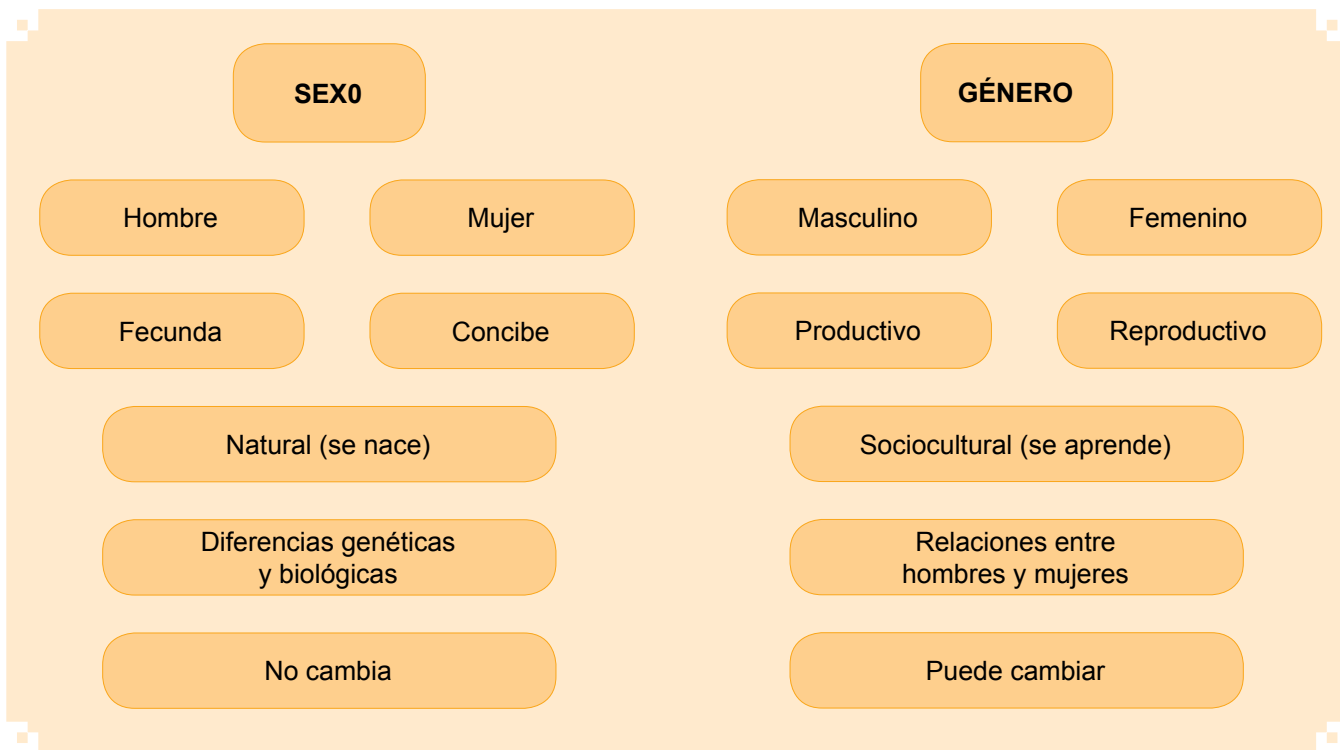 SEX0
GÉNERO
Hombre
Mujer
Masculino
Femenino
Fecunda
Concibe
Productivo
Reproductivo
Natural (se nace)
Sociocultural (se aprende)
Diferencias genéticas
y biológicas
Relaciones entre
hombres y mujeres
No cambia
Puede cambiar